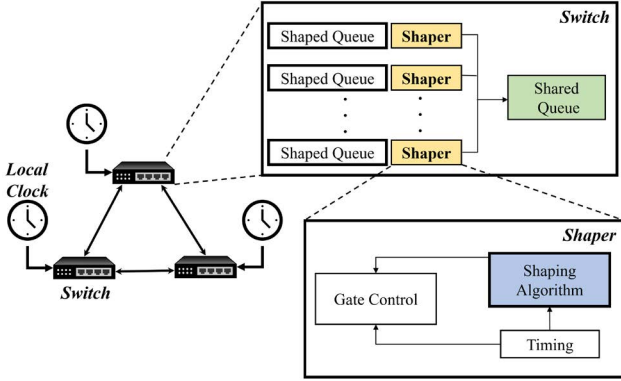 Switch
Shaped Queue
Shaper
Shaped Queue
Shaper
Shared
Queue
Shaped Queue
Shaper
Local
Clock
Switch
Shaper
Gate Control
Shaping
Algorithm
Timing